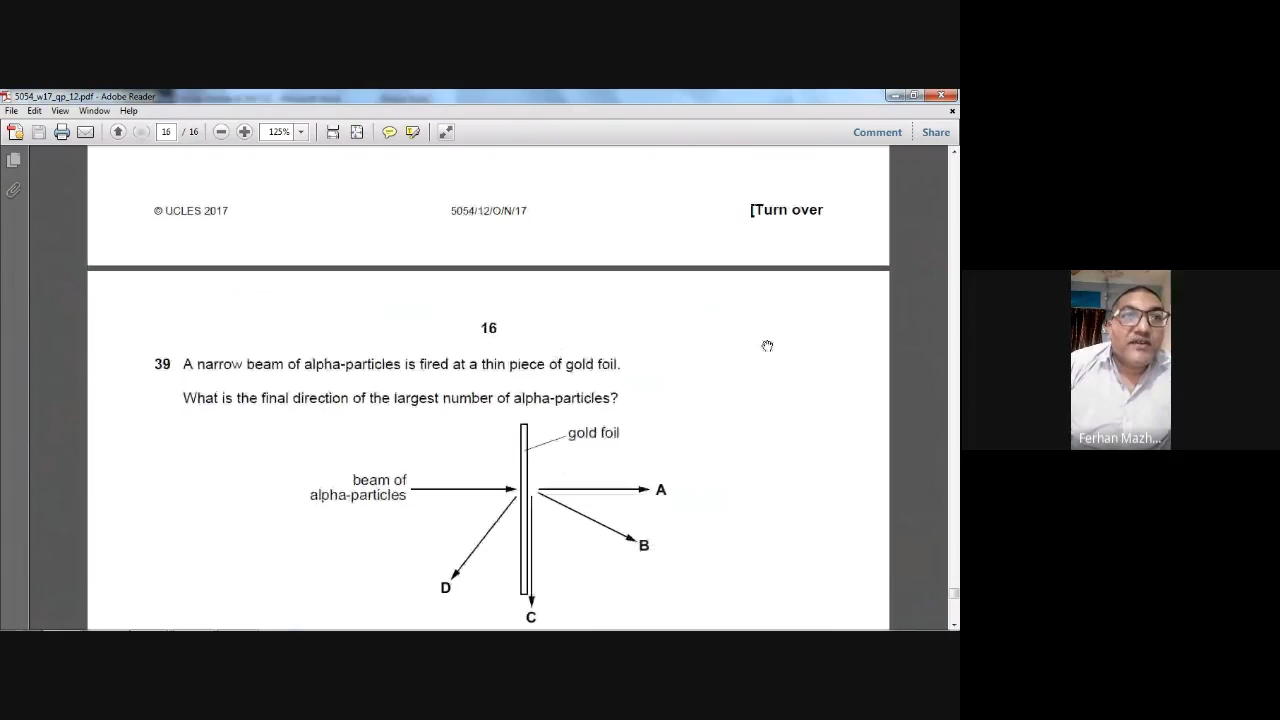 5054_w17_qp_12.pdf - Adobe Reader
File Edit View Window Help
16 / 16 125% Comment Share
© UCLES 2017 5054/12/O/N/17 [Turn over
16
39 A narrow beam of alpha-particles is fired at a thin piece of gold foil.
What is the final direction of the largest number of alpha-particles?
gold foil
beam of
alpha-particles
A
B
D
C
Ferhan Mazh...